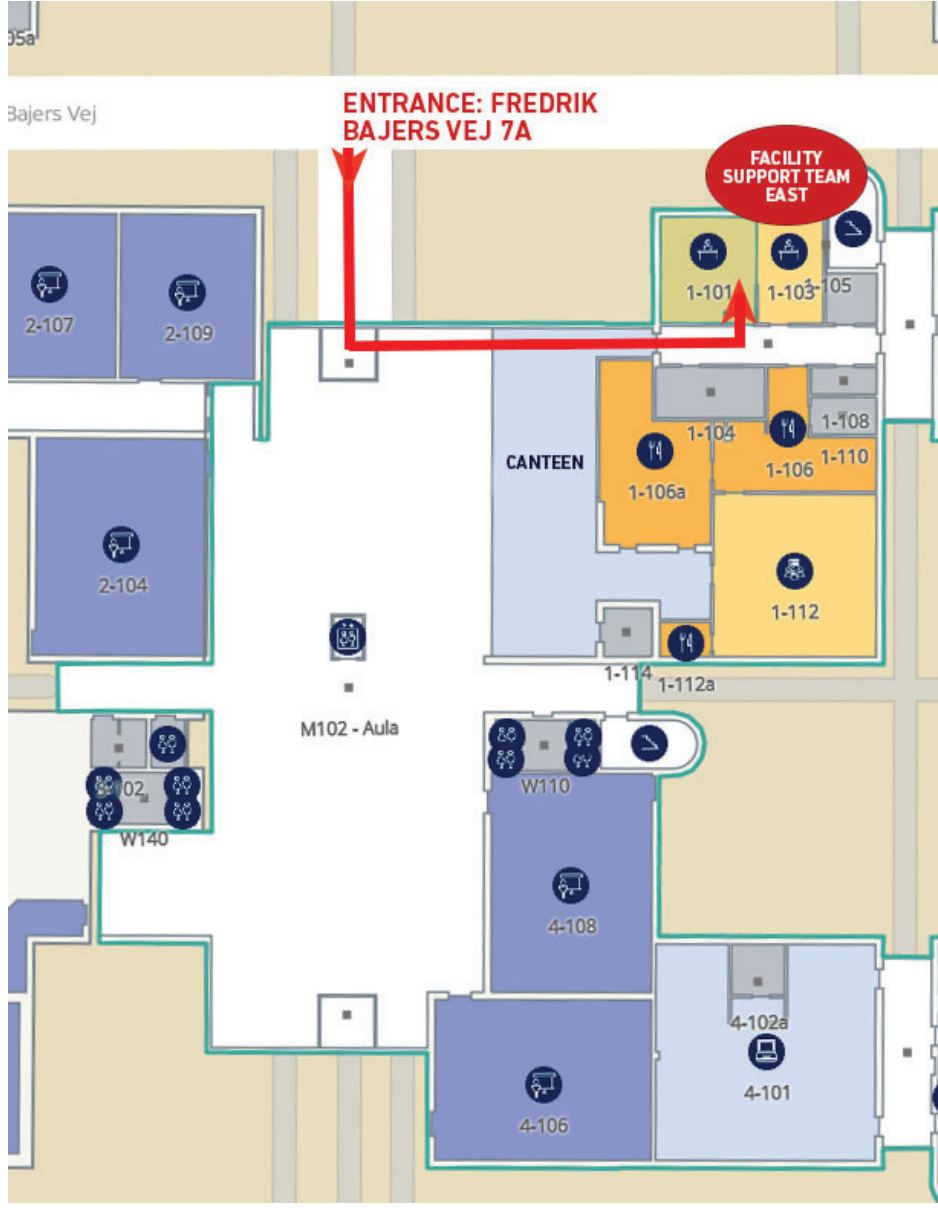 05a
Bajers Vej
ENTRANCE: FREDRIK
BAJERS VEJ 7A
FACILITY
SUPPORT TEAM
EAST
2-107
2-109
1-101
1-103
1-105
1-104
1-108
1-106
1-110
CANTEEN
1-106a
2-104
1-112
1-114
1-112a
M102 - Aula
W110
W140
4-108
4-102a
4-101
4-106